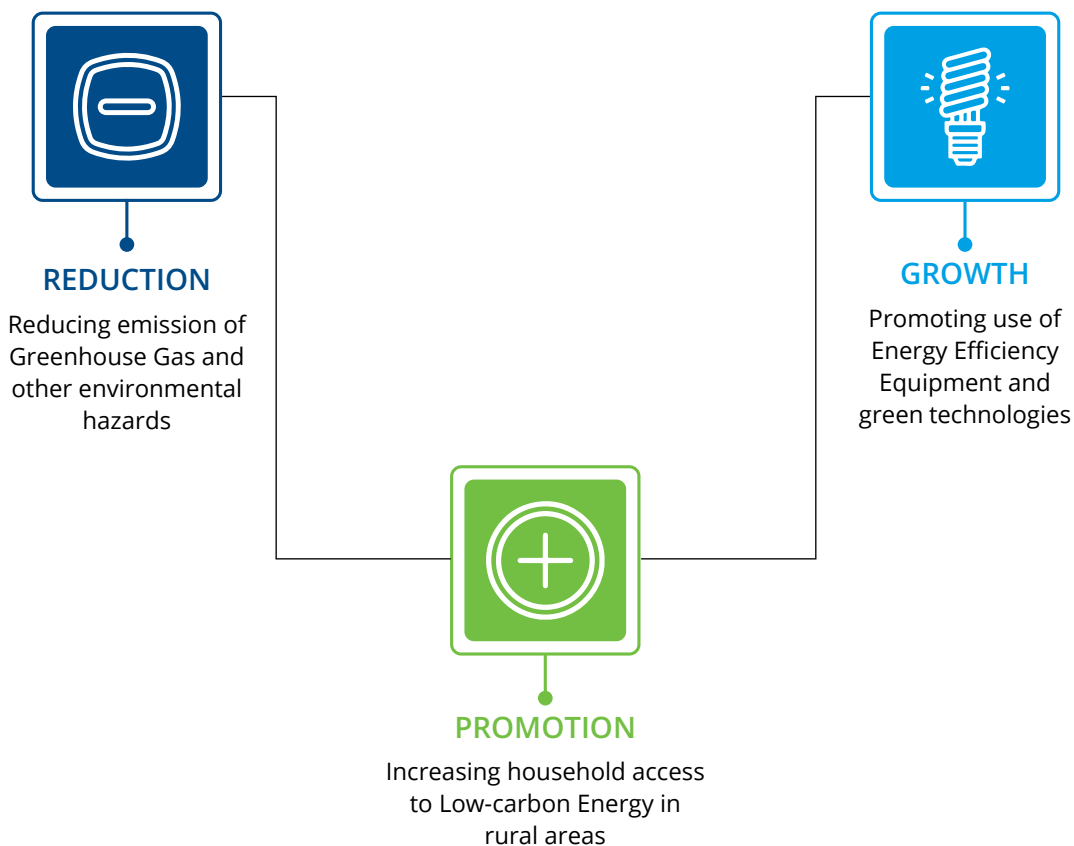 REDUCTION
Reducing emission of
Greenhouse Gas and
other environmental
hazards
GROWTH
Promoting use of
Energy Efficiency
Equipment and
green technologies
PROMOTION
Increasing household access
to Low-carbon Energy in
rural areas